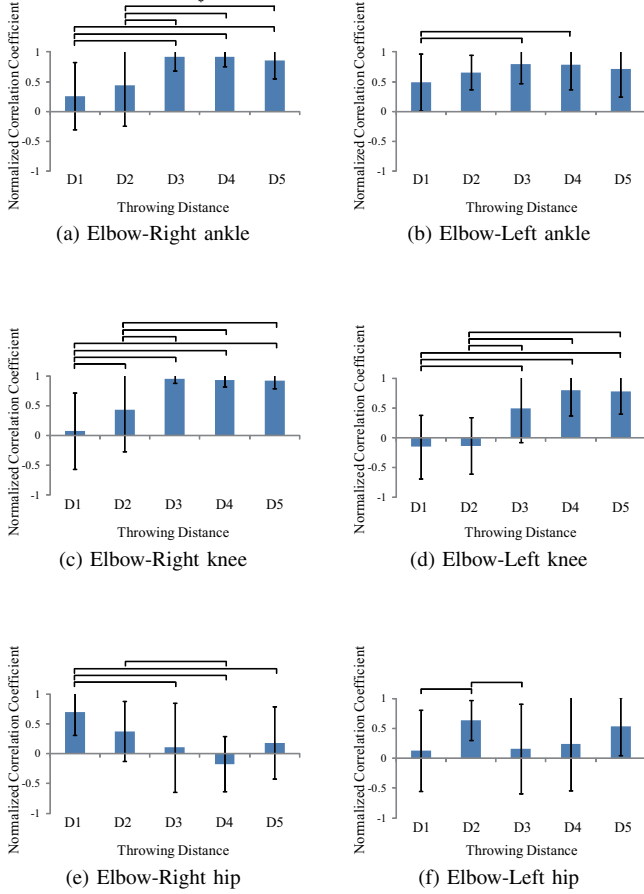 Normalized Correlation Coefficient
1
0.5
0
-0.5
-1
D1 D2 D3 D4 D5
Throwing Distance
(a) Elbow-Right ankle
Normalized Correlation Coefficient
1
0.5
0
-0.5
-1
D1 D2 D3 D4 D5
Throwing Distance
(b) Elbow-Left ankle
Normalized Correlation Coefficient
1
0.5
0
-0.5
-1
D1 D2 D3 D4 D5
Throwing Distance
(c) Elbow-Right knee
Normalized Correlation Coefficient
1
0.5
0
-0.5
-1
D1 D2 D3 D4 D5
Throwing Distance
(d) Elbow-Left knee
Normalized Correlation Coefficient
1
0.5
0
-0.5
-1
D1 D2 D3 D4 D5
Throwing Distance
(e) Elbow-Right hip
Normalized Correlation Coefficient
1
0.5
0
-0.5
-1
D1 D2 D3 D4 D5
Throwing Distance
(f) Elbow-Left hip